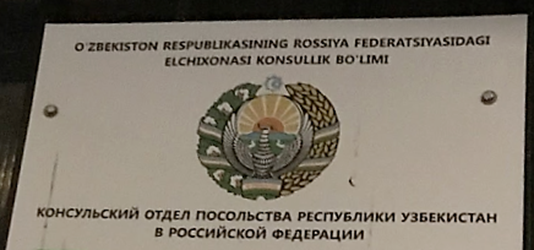 O'ZBEKISTON RESPUBLIKASINING ROSSIYA FEDERATSIYASIDAGI
ELCHIXONASI KONSULLIK BO'LIMI
КОНСУЛЬСКИЙ ОТДЕЛ ПОСОЛЬСТВА РЕСПУБЛИКИ УЗБЕКИСТАН
В РОССИЙСКОЙ ФЕДЕРАЦИИ